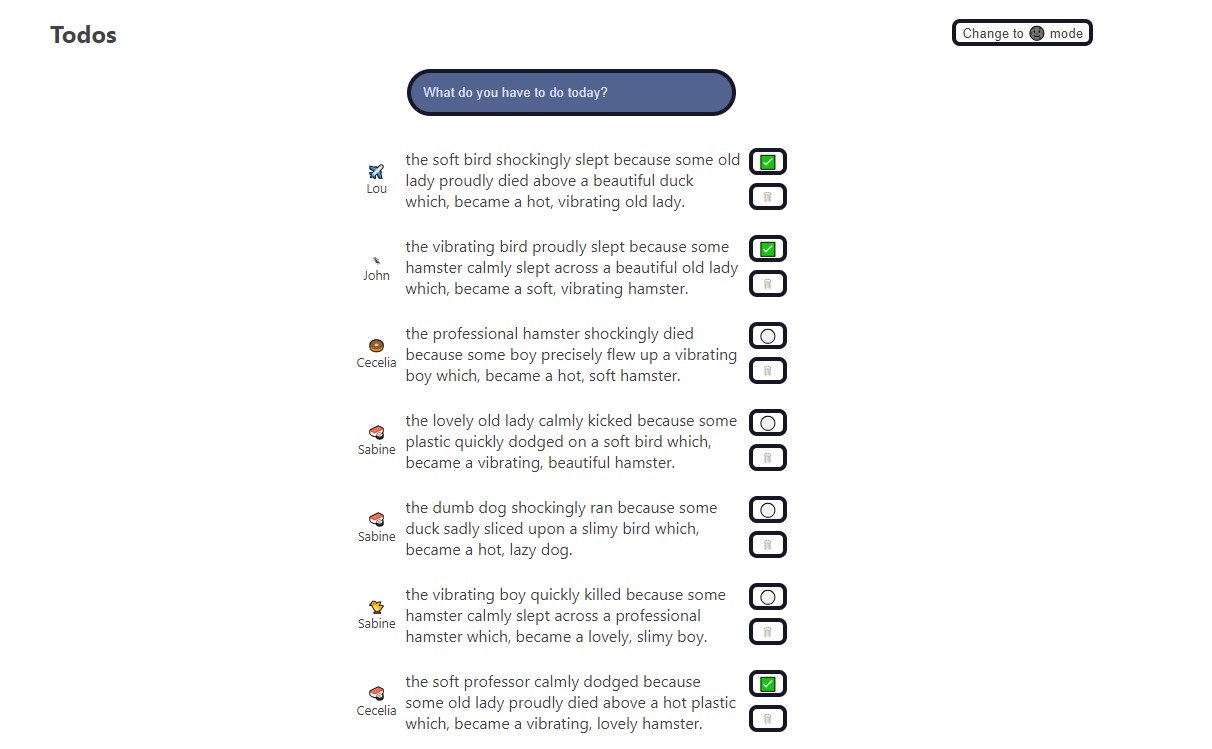 Todos
Change to 🌚 mode
What do you have to do today?
the soft bird shockingly slept because some old
lady proudly died above a beautiful duck
which, became a hot, vibrating old lady.
Lou
the vibrating bird proudly slept because some
hamster calmly slept across a beautiful old lady
which, became a soft, vibrating hamster.
John
the professional hamster shockingly died
because some boy precisely flew up a vibrating
boy which, became a hot, soft hamster.
Cecelia
the lovely old lady calmly kicked because some
plastic quickly dodged on a soft bird which,
became a vibrating, beautiful hamster.
Sabine
the dumb dog shockingly ran because some
duck sadly sliced upon a slimy bird which,
became a hot, lazy dog.
Sabine
the vibrating boy quickly killed because some
hamster calmly slept across a professional
hamster which, became a lovely, slimy boy.
Sabine
the soft professor calmly dodged because
some old lady proudly died above a hot plastic
which, became a vibrating, lovely hamster.
Cecelia